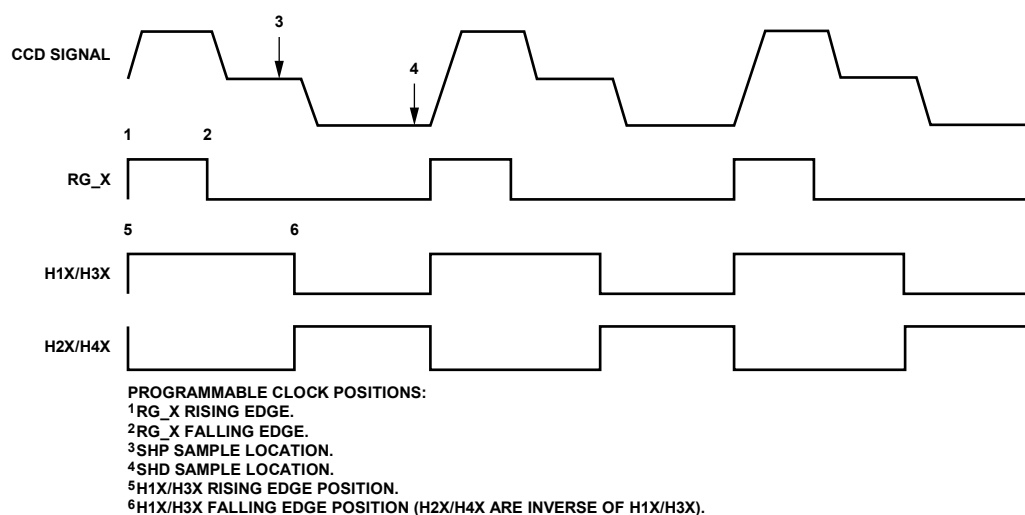 3
CCD SIGNAL
4
1 2
RG_X
5 6
H1X/H3X
H2X/H4X
PROGRAMMABLE CLOCK POSITIONS:
1RG_X RISING EDGE.
2RG_X FALLING EDGE.
3SHP SAMPLE LOCATION.
4SHD SAMPLE LOCATION.
5H1X/H3X RISING EDGE POSITION.
6H1X/H3X FALLING EDGE POSITION (H2X/H4X ARE INVERSE OF H1X/H3X).